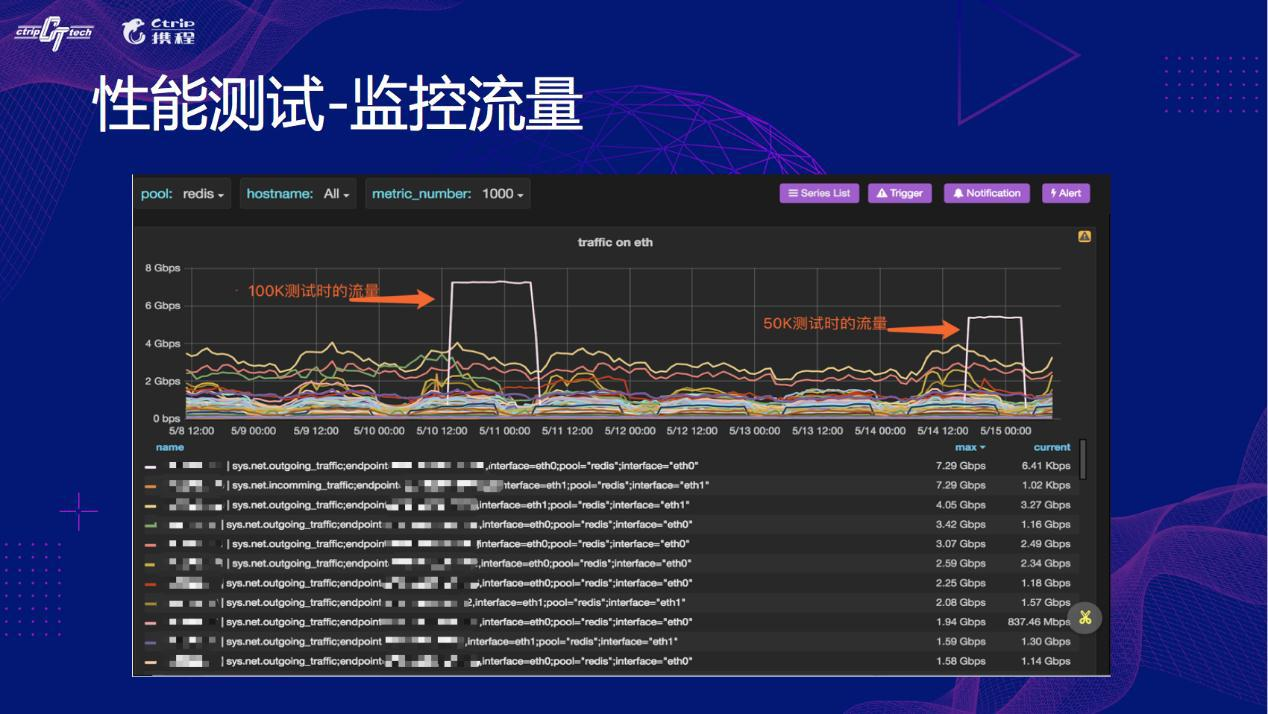 ctrip tech
Ctrip
携程
性能测试-监控流量
pool: redis hostname: All metric_number: 1000 Series List Trigger Notification Alert
traffic on eth
8 Gbps
100K测试时的流量
6 Gbps
50K测试时的流量
4 Gbps
2 Gbps
0 bps
5/8 12:00 5/9 00:00 5/9 12:00 5/10 00:00 5/10 12:00 5/11 00:00 5/11 12:00 5/12 00:00 5/12 12:00 5/13 00:00 5/13 12:00 5/14 00:00 5/14 12:00 5/15 00:00
name max current
| sys.net.outgoing_traffic;endpoint ,interface=eth0;pool="redis";interface="eth0" 7.29 Gbps 6.41 Kbps
| sys.net.incomming_traffic;endpoint nterface=eth1;pool="redis";interface="eth1" 7.29 Gbps 1.02 Kbps
| sys.net.outgoing_traffic;endpoint interface=eth1;pool="redis";interface="eth1" 4.05 Gbps 3.27 Gbps
| sys.net.outgoing_traffic;endpoint ,interface=eth0;pool="redis";interface="eth0" 3.42 Gbps 1.16 Gbps
| sys.net.outgoing_traffic;endpoint interface=eth0;pool="redis";interface="eth0" 3.07 Gbps 2.49 Gbps
| sys.net.outgoing_traffic;endpoint ,interface=eth0;pool="redis";interface="eth0" 2.59 Gbps 2.34 Gbps
sys.net.outgoing_traffic;endpoint ,interface=eth0;pool="redis";interface="eth0" 2.25 Gbps 1.18 Gbps
| sys.net.outgoing_traffic;endpoint 2,interface=eth1;pool="redis";interface="eth1" 2.08 Gbps 1.57 Gbps
| sys.net.outgoing_traffic;endpoint ,interface=eth0;pool="redis";interface="eth0" 1.94 Gbps 837.46 Mbps
| sys.net.outgoing_traffic;endpoint ,interface=eth1;pool="redis";interface="eth1" 1.59 Gbps 1.30 Gbps
| sys.net.outgoing_traffic;endpoint ,interface=eth0;pool="redis";interface="eth0" 1.58 Gbps 1.14 Gbps